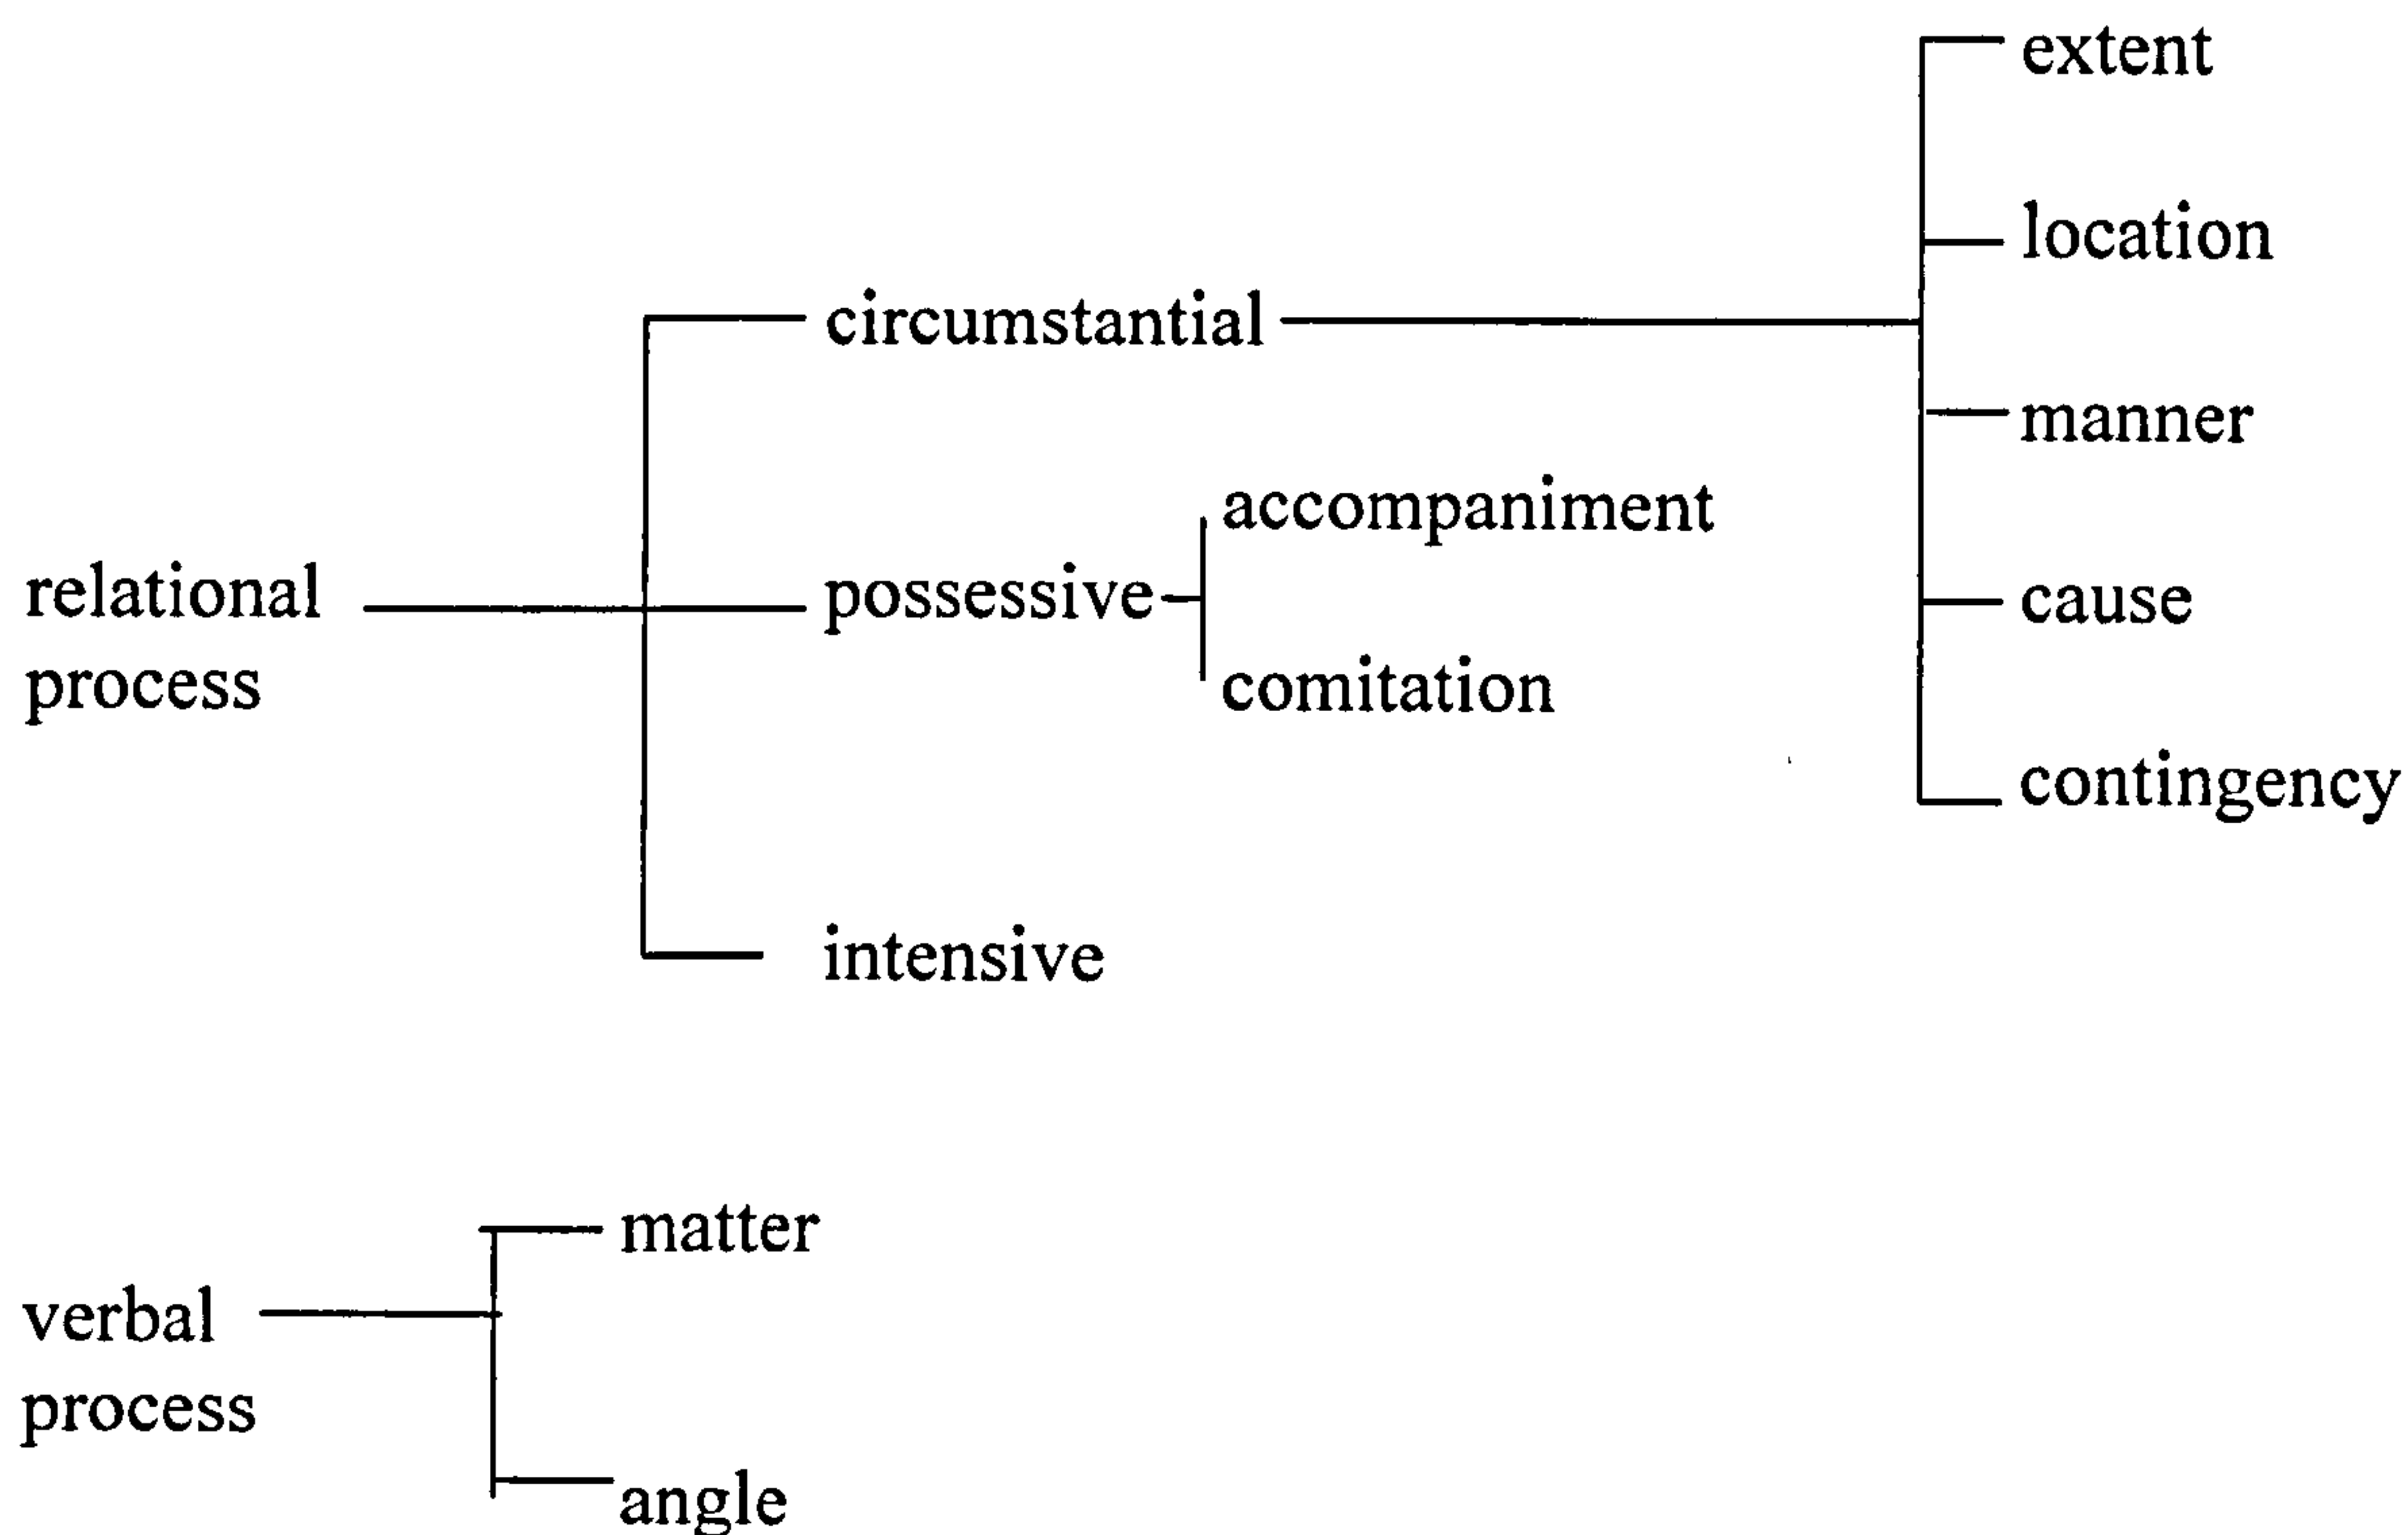 extent
location
circumstantial
manner
accompaniment
relational
process
possessive
cause
comitation
contingency
intensive
matter
verbal
process
angle